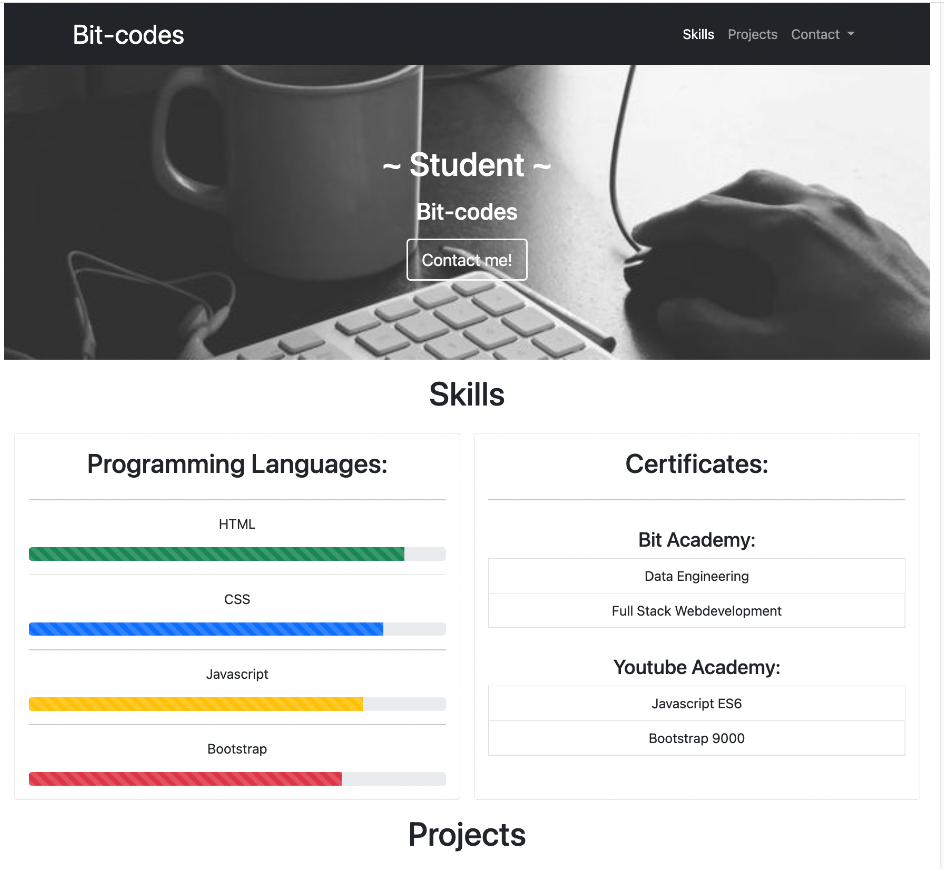 Bit-codes
Skills Projects Contact
~ Student ~
Bit-codes
Contact me!
Skills
Programming Languages:
HTML
CSS
Javascript
Bootstrap
Certificates:
Bit Academy:
Data Engineering
Full Stack Webdevelopment
Youtube Academy:
Javascript ES6
Bootstrap 9000
Projects